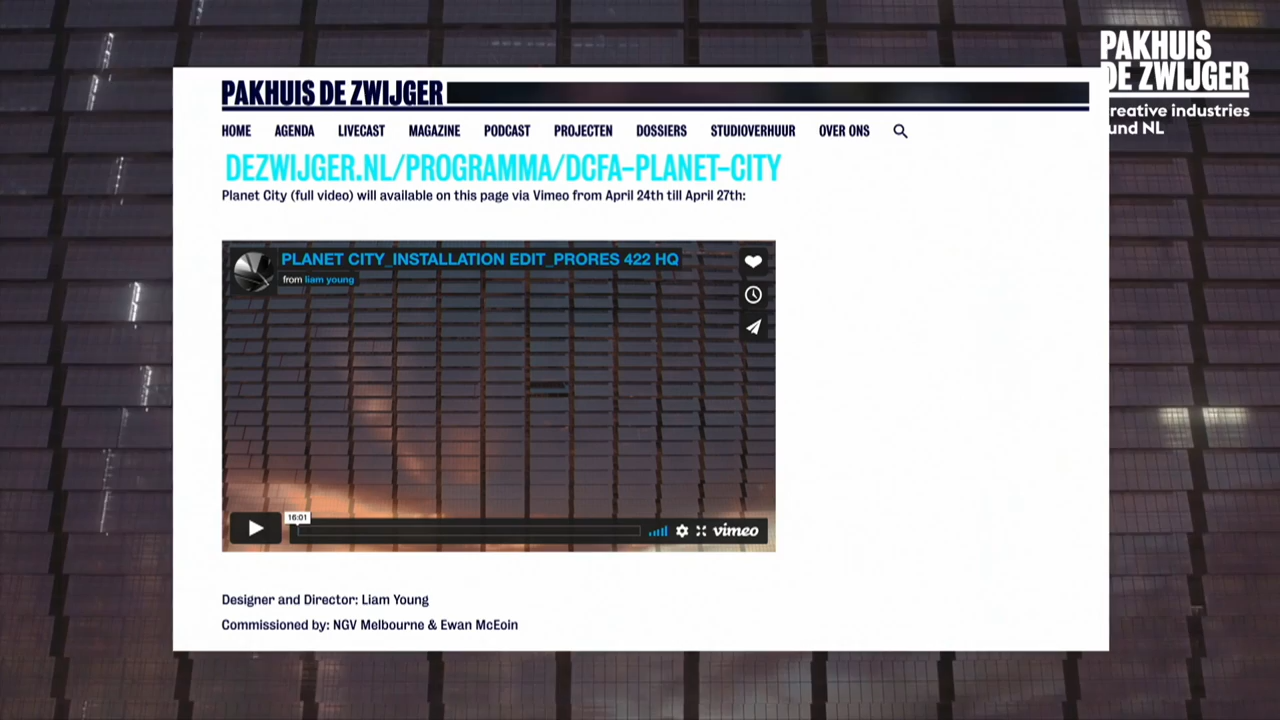 PAKHUIS
DE ZWIJGER
reative industries
und NL
PAKHUIS DE ZWIJGER
HOME AGENDA LIVECAST MAGAZINE PODCAST PROJECTEN DOSSIERS STUDIOVERHUUR OVER ONS
DEZWIJGER.NL/PROGRAMMA/DCFA-PLANET-CITY
Planet City (full video) will available on this page via Vimeo from April 24th till April 27th:
PLANET CITY_INSTALLATION EDIT_PRORES 422 HQ
from liam young
16:01
vimeo
Designer and Director: Liam Young
Commissioned by: NGV Melbourne & Ewan McEoin